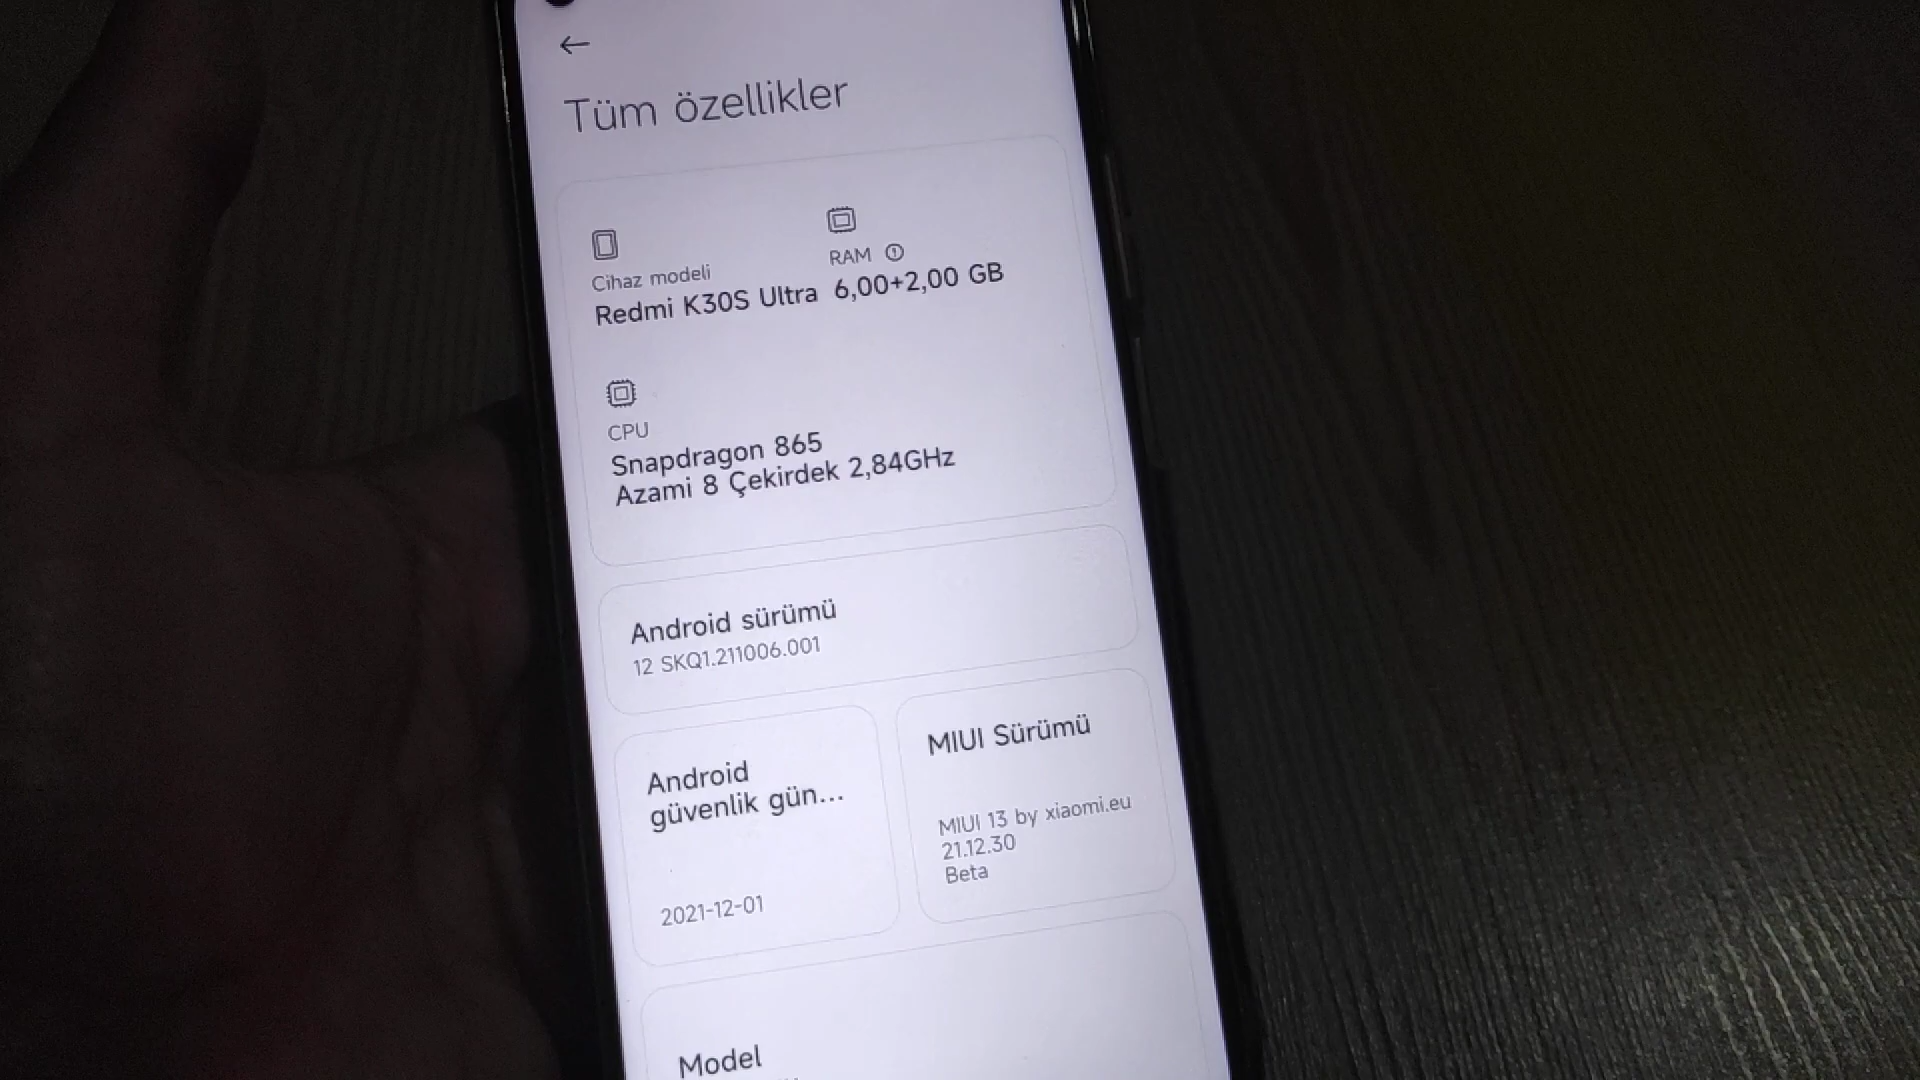 Tüm özellikler
Cihaz modeli
Redmi K30S Ultra
RAM
6,00+2,00 GB
CPU
Snapdragon 865
Azami 8 Çekirdek 2,84GHz
Android sürümü
12 SKQ1.211006.001
Android
güvenlik gün...
2021-12-01
MIUI Sürümü
MIUI 13 by xiaomi.eu
21.12.30
Beta
Model